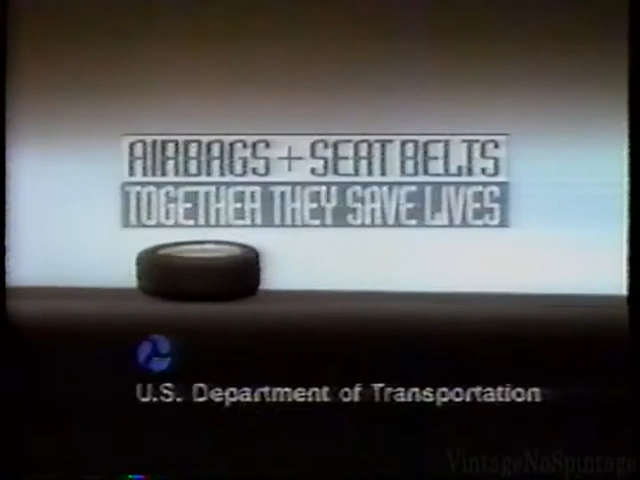 AIRBAGS + SEAT BELTS
TOGETHER THEY SAVE LIVES
U.S. Department of Transportation
VintageNoSpintage